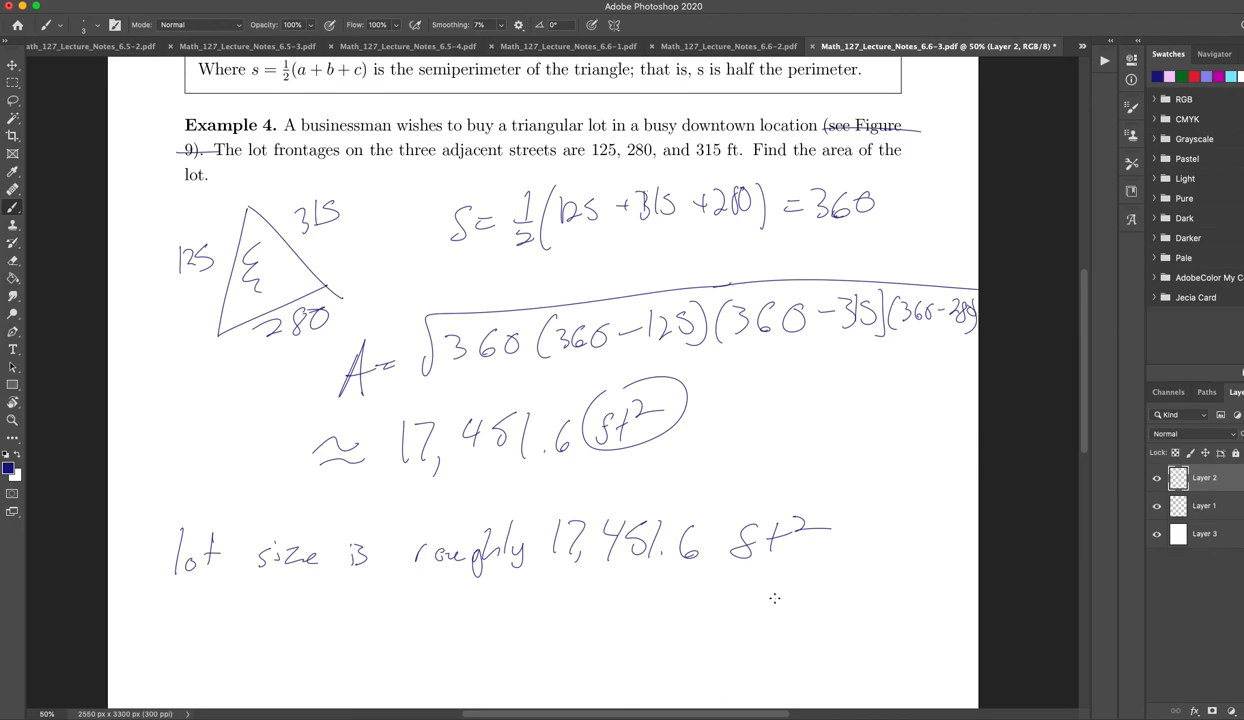 Adobe Photoshop 2020
3 Mode: Normal Opacity: 100% Flow: 100% Smoothing: 7% 0°
ath_127_Lecture_Notes_6.5-2.pdf × Math_127_Lecture_Notes_6.5-3.pdf × Math_127_Lecture_Notes_6.5-4.pdf × Math_127_Lecture_Notes_6.6-1.pdf × Math_127_Lecture_Notes_6.6-2.pdf × Math_127_Lecture_Notes_6.6-3.pdf @ 50% (Layer 2, RGB/8) *
Where s = 1/2(a + b + c) is the semiperimeter of the triangle; that is, s is half the perimeter.
Example 4. A businessman wishes to buy a triangular lot in a busy downtown location (see Figure
9). The lot frontages on the three adjacent streets are 125, 280, and 315 ft. Find the area of the
lot.
125
315
280
S = 1/2 (125 + 315 + 280) = 360
A = √360 (360 - 125) (360 - 315) (360 - 280)
≈ 17,451.6 ft²
lot size is roughly 17,451.6 ft²
50% 2550 px x 3300 px (300 ppi)
Swatches Navigator
RGB
CMYK
Grayscale
Pastel
Light
Pure
Dark
Darker
Pale
AdobeColor My C
Jecia Card
Channels Paths Laye
Kind
Normal
Lock:
Layer 2
Layer 1
Layer 3
fx